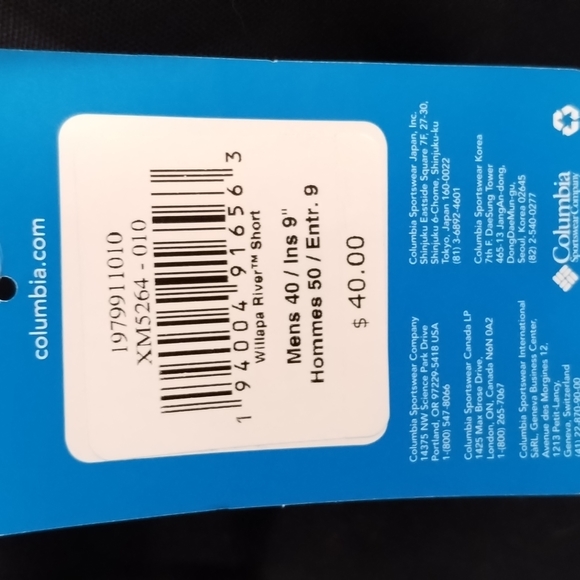 columbia.com
1979911010
XM5264 - 010
1 94004 91656 3
Willapa River™ Short
Mens 40 / Ins 9"
Hommes 50 / Entr. 9
$ 40.00
Columbia Sportswear Company
14375 NW Science Park Drive
Portland, OR 97229-5418 USA
1-(800) 547-8066
Columbia Sportswear Canada LP
1425 Max Brose Drive,
London, ON, Canada N6N 0A2
1-(800) 265-7067
Columbia Sportswear International
SàRL, Geneva Business Center,
Avenue des Morgines 12,
1213 Petit-Lancy,
Geneva, Switzerland
(41) 22-810-90-00
Columbia Sportswear Japan, Inc.
Shinjuku Eastside Square 7F, 27-30,
Shinjuku 6-Chome, Shinjuku-ku
Tokyo, Japan 160-0022
(81) 3-6892-4601
Columbia Sportswear Korea
7th F. DaeSung Tower
465-13 JangAn-dong,
DongDaeMun-gu,
Seoul, Korea 02645
(82) 2-540-0277
Columbia
Sportswear Company